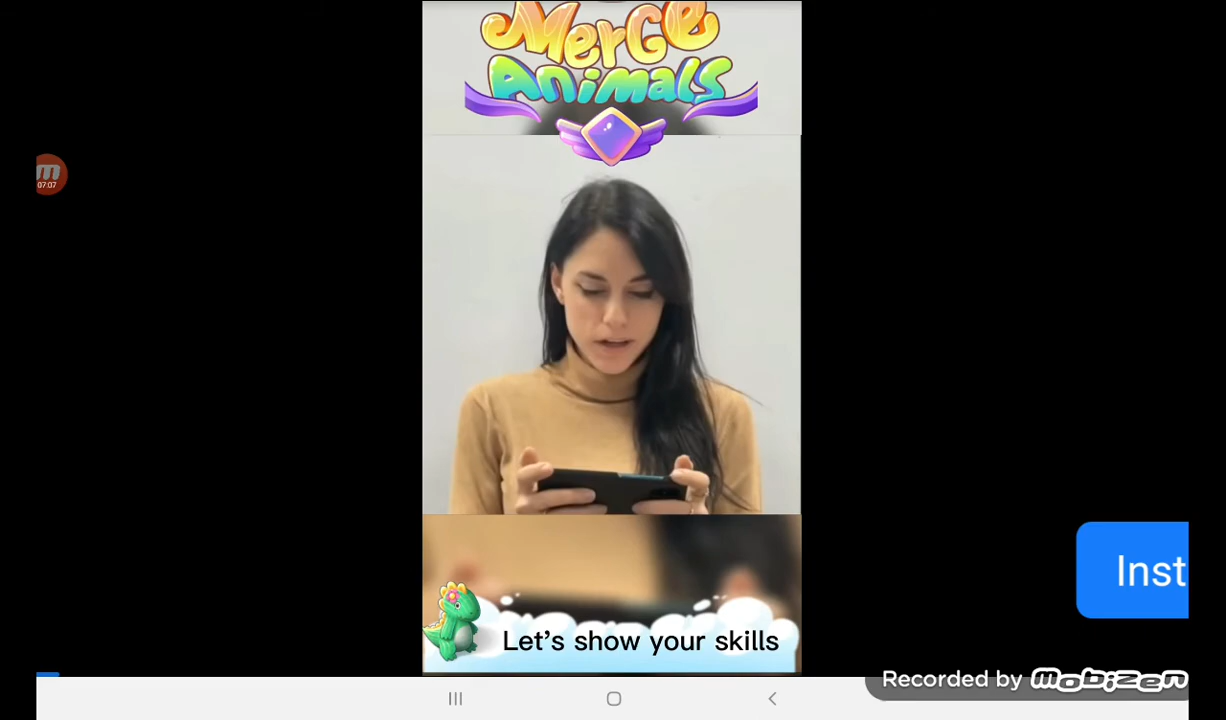 Merge
Animals
m
07:07
Inst
Let's show your skills
Recorded by mobizen